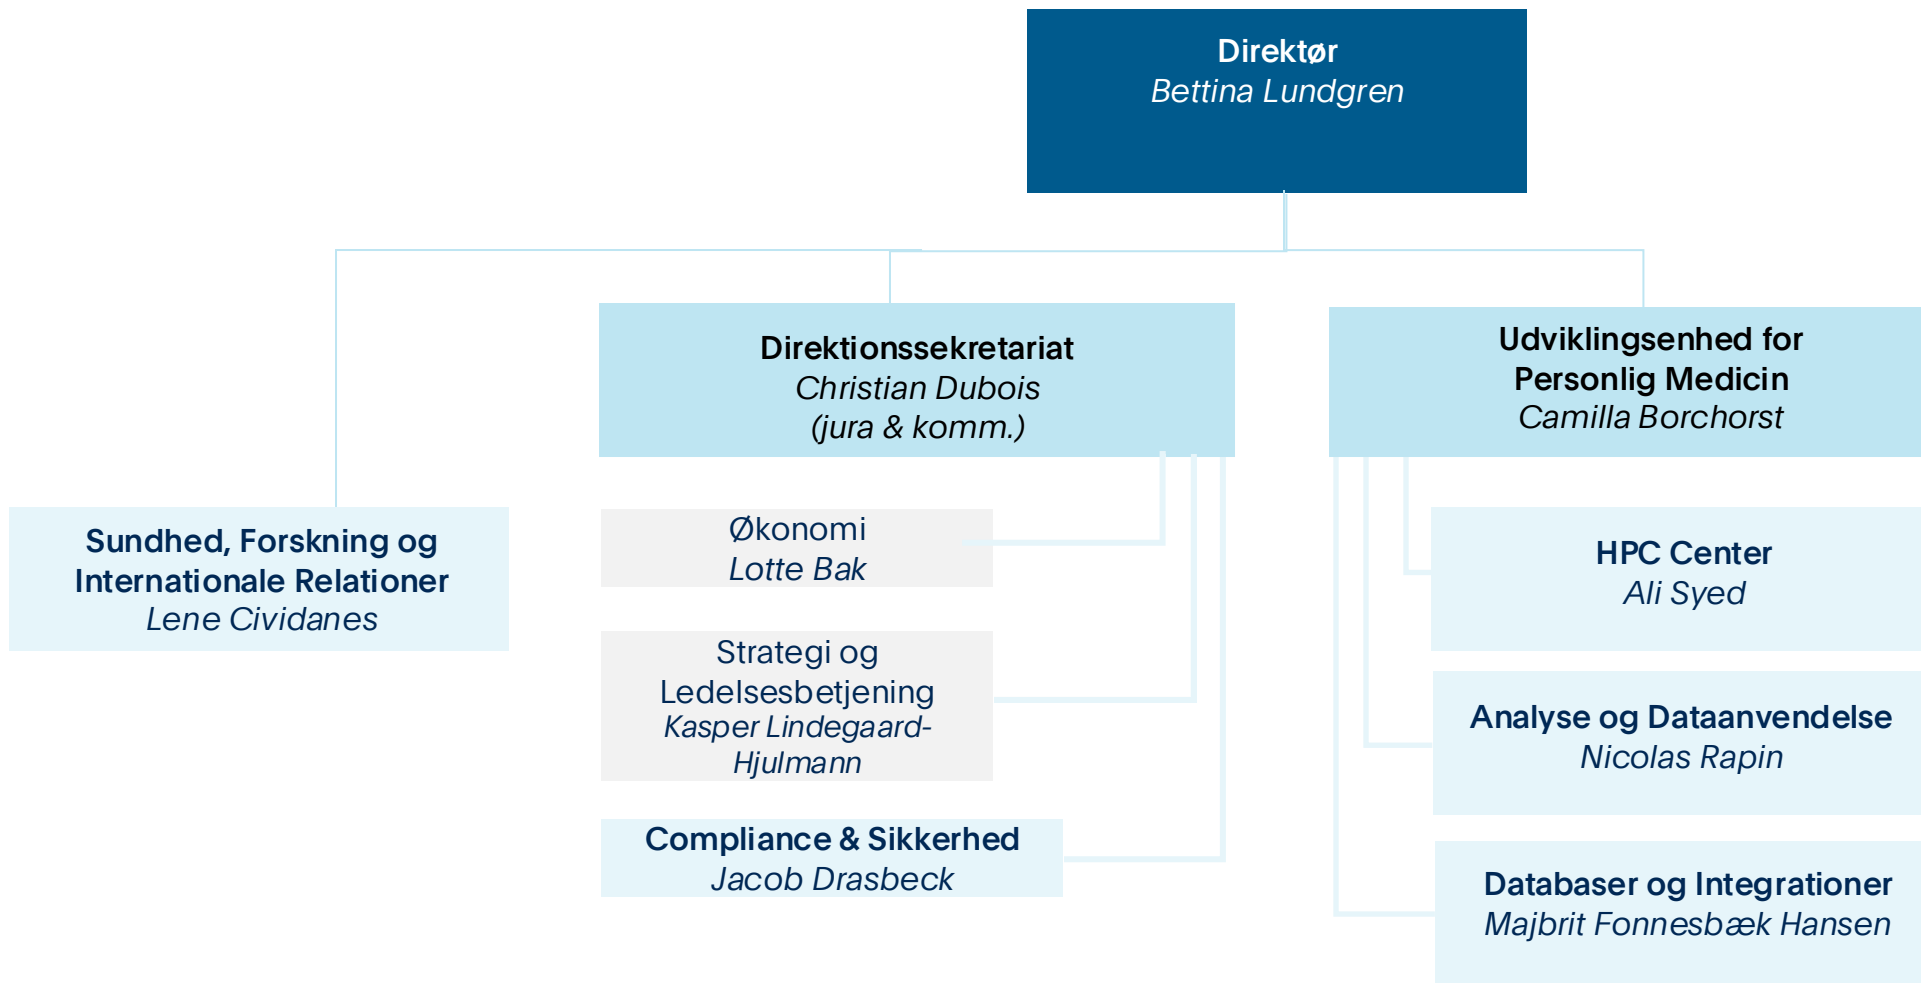 Direktør
Bettina Lundgren
Direktionssekretariat
Christian Dubois
(jura & komm.)
Udviklingsenhed for
Personlig Medicin
Camilla Borchorst
Sundhed, Forskning og
Internationale Relationer
Lene Cividanes
Økonomi
Lotte Bak
Strategi og
Ledelsesbetjening
Kasper Lindegaard-
Hjulmann
Compliance & Sikkerhed
Jacob Drasbeck
HPC Center
Ali Syed
Analyse og Dataanvendelse
Nicolas Rapin
Databaser og Integrationer
Majbrit Fonnesbæk Hansen